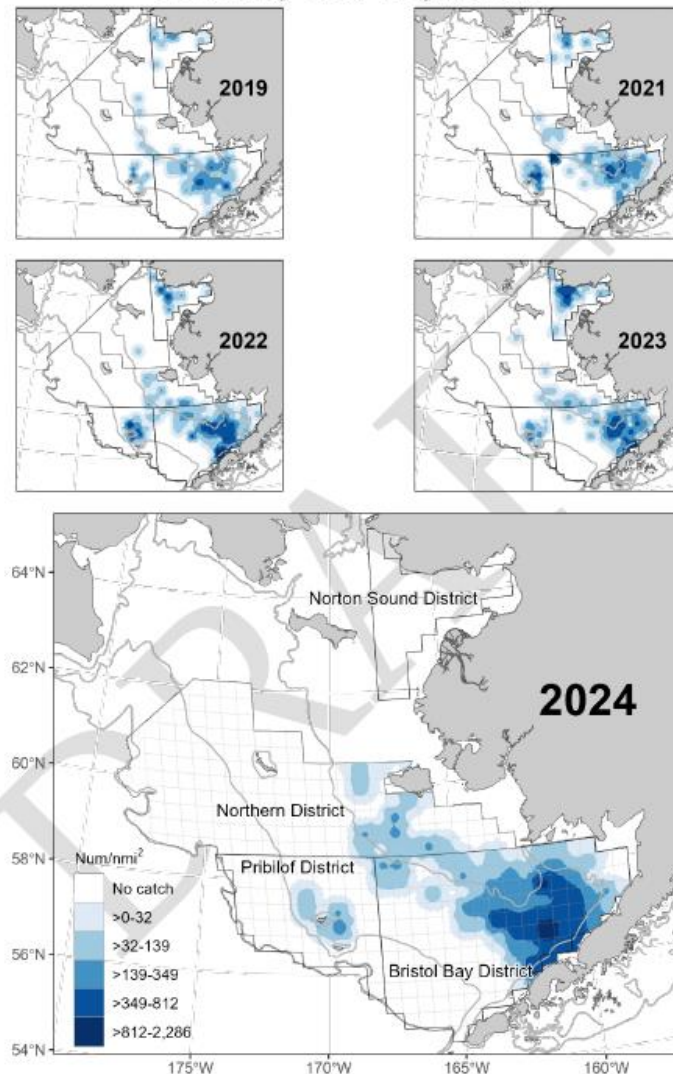 2019
2021
2022
2023
DRAFT
64°N
62°N
60°N
58°N
56°N
54°N
Norton Sound District
2024
Northern District
Pribilof District
Bristol Bay District
Num/nmi²
No catch
>0-32
>32-139
>139-349
>349-812
>812-2,286
175°W
170°W
165°W
160°W